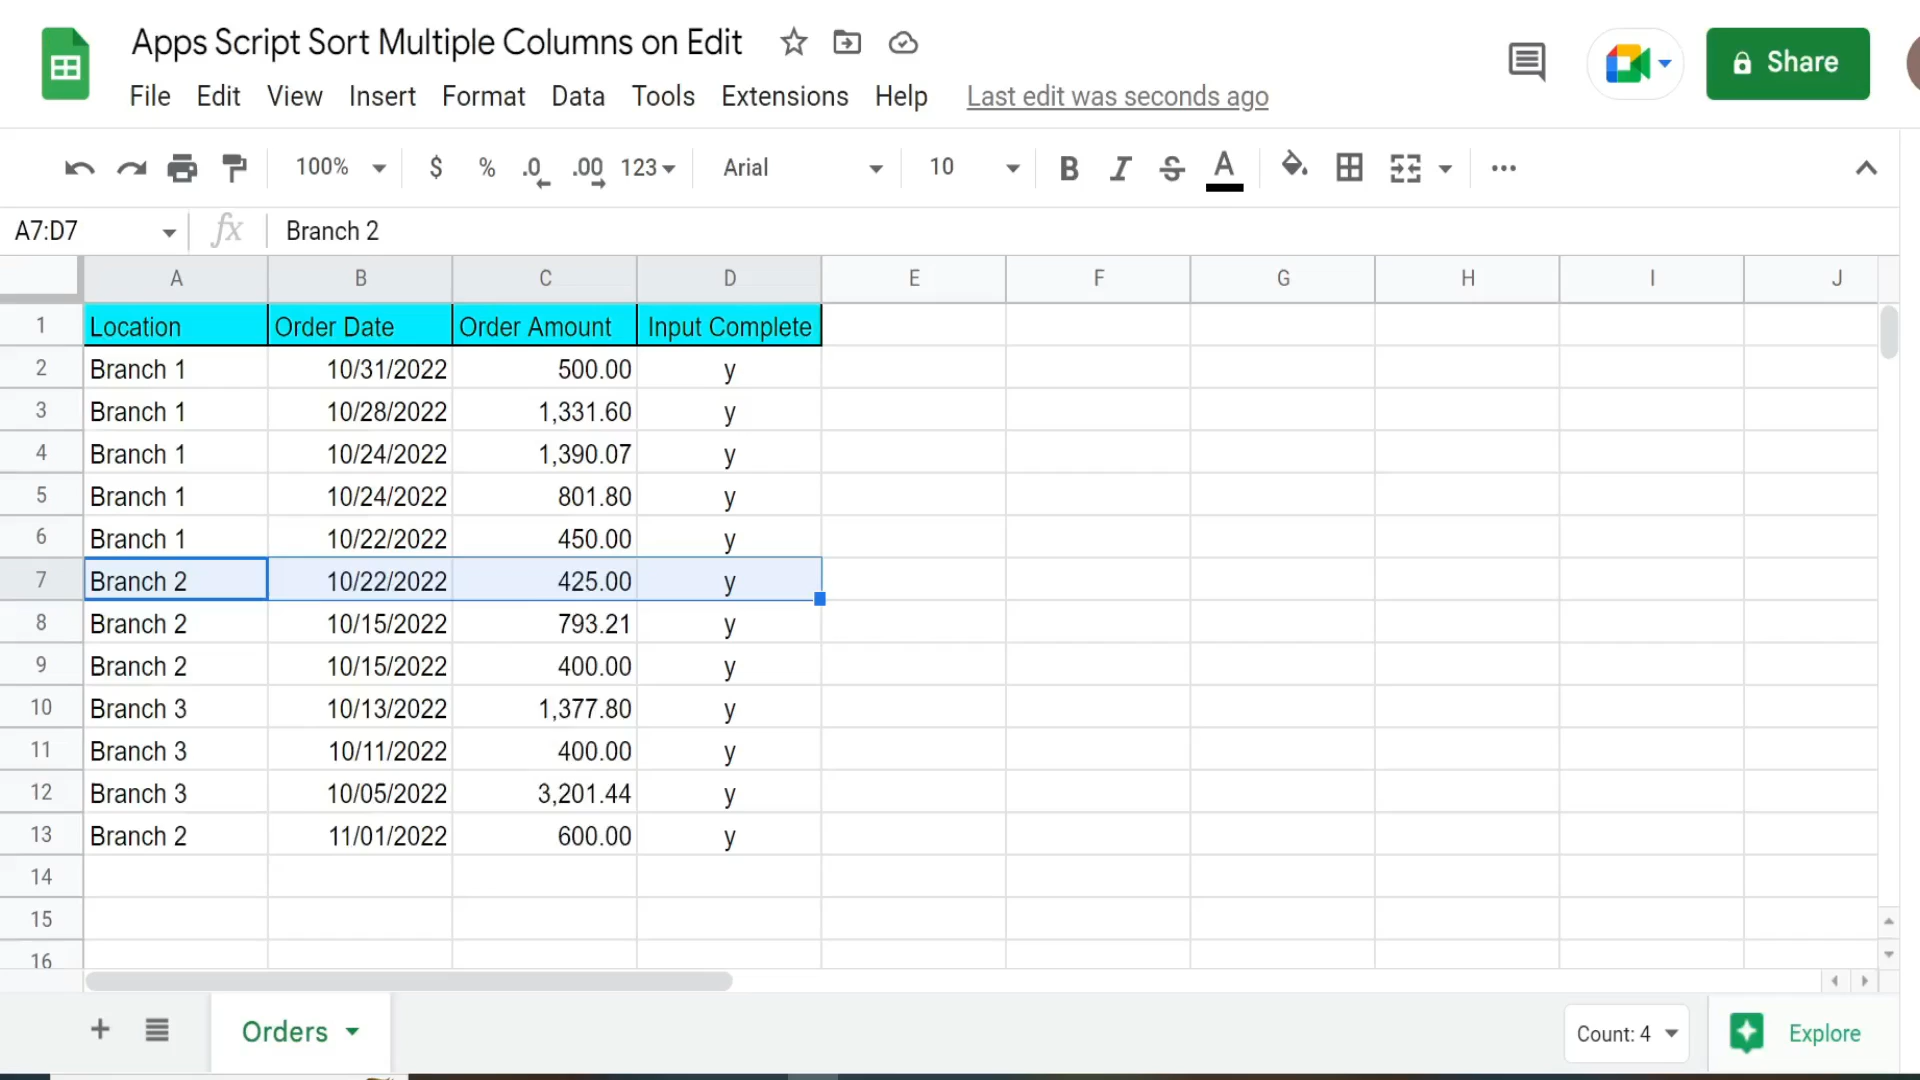 Apps Script Sort Multiple Columns on Edit
File Edit View Insert Format Data Tools Extensions Help Last edit was seconds ago
Share
100% $ % .0 .00 123 Arial 10 B I S A
A7:D7 fx Branch 2
A B C D E F G H I J
1 Location Order Date Order Amount Input Complete
2 Branch 1 10/31/2022 500.00 y
3 Branch 1 10/28/2022 1,331.60 y
4 Branch 1 10/24/2022 1,390.07 y
5 Branch 1 10/24/2022 801.80 y
6 Branch 1 10/22/2022 450.00 y
7 Branch 2 10/22/2022 425.00 y
8 Branch 2 10/15/2022 793.21 y
9 Branch 2 10/15/2022 400.00 y
10 Branch 3 10/13/2022 1,377.80 y
11 Branch 3 10/11/2022 400.00 y
12 Branch 3 10/05/2022 3,201.44 y
13 Branch 2 11/01/2022 600.00 y
14
15
16
Orders Count: 4 Explore